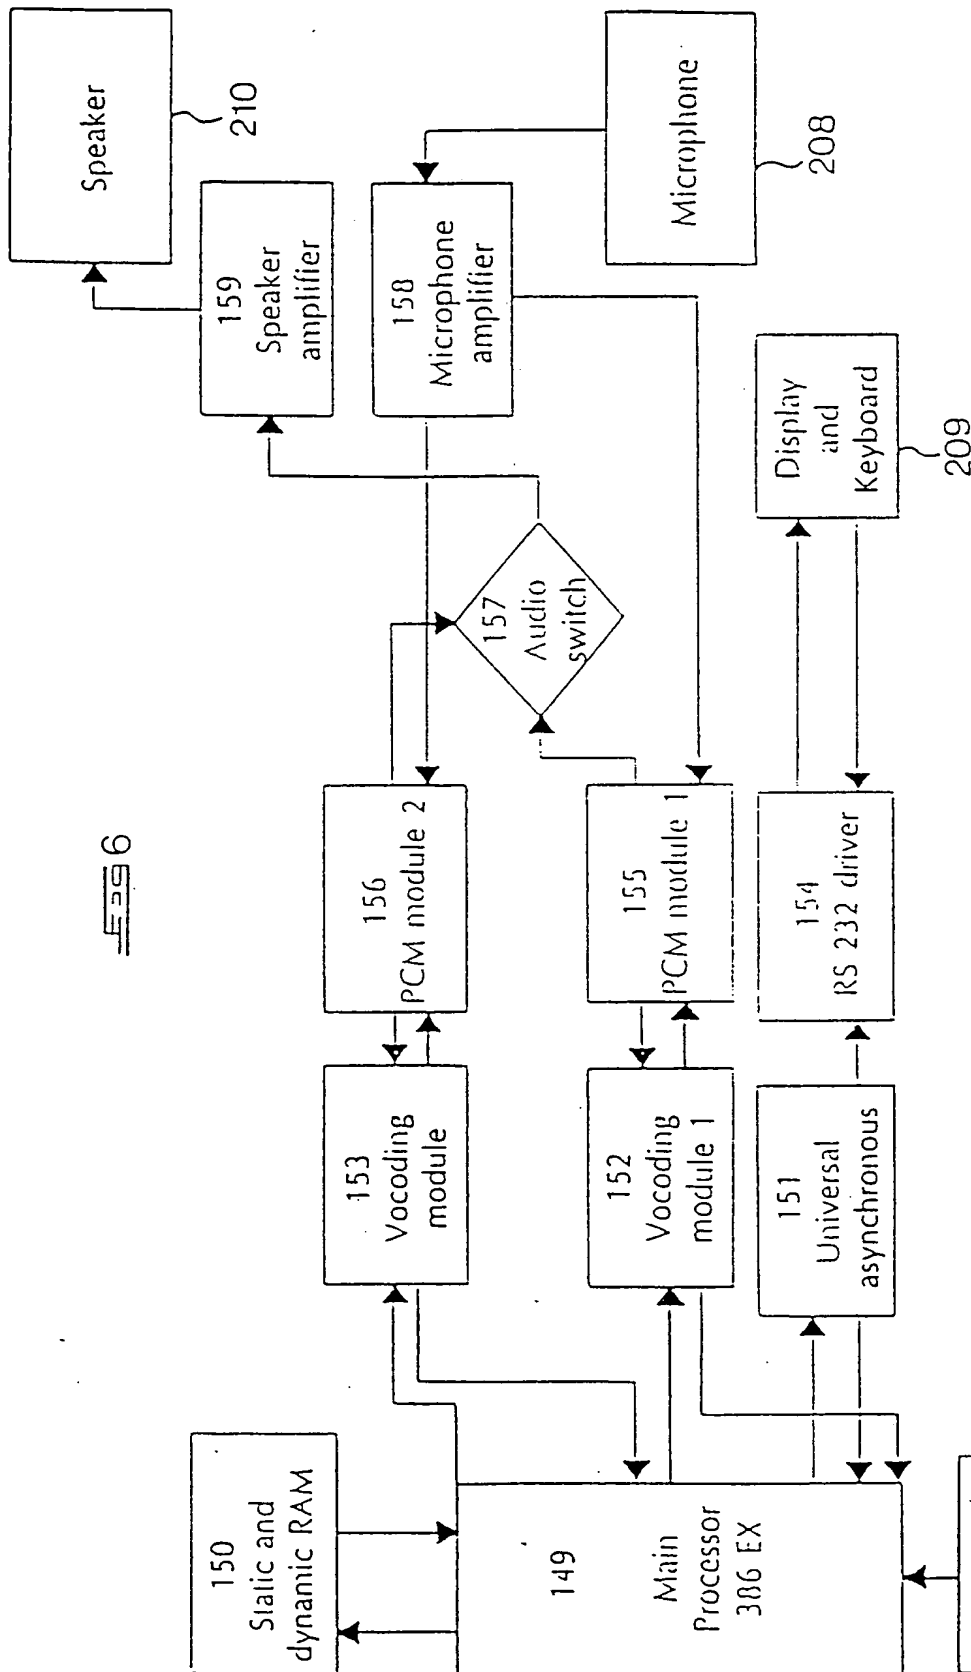 Fig 6
150
Static and
dynamic RAM
149
Main
Processor
386 EX
153
Vocoding
module
152
Vocoding
module 1
151
Universal
asynchronous
156
PCM module 2
155
PCM module 1
154
RS 232 driver
157
Audio
switch
159
Speaker
amplifier
158
Microphone
amplifier
Display
and
Keyboard
209
Speaker
210
Microphone
208